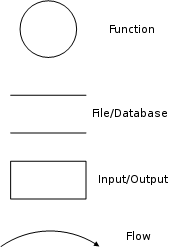 Function
File/Database
Input/Output
Flow